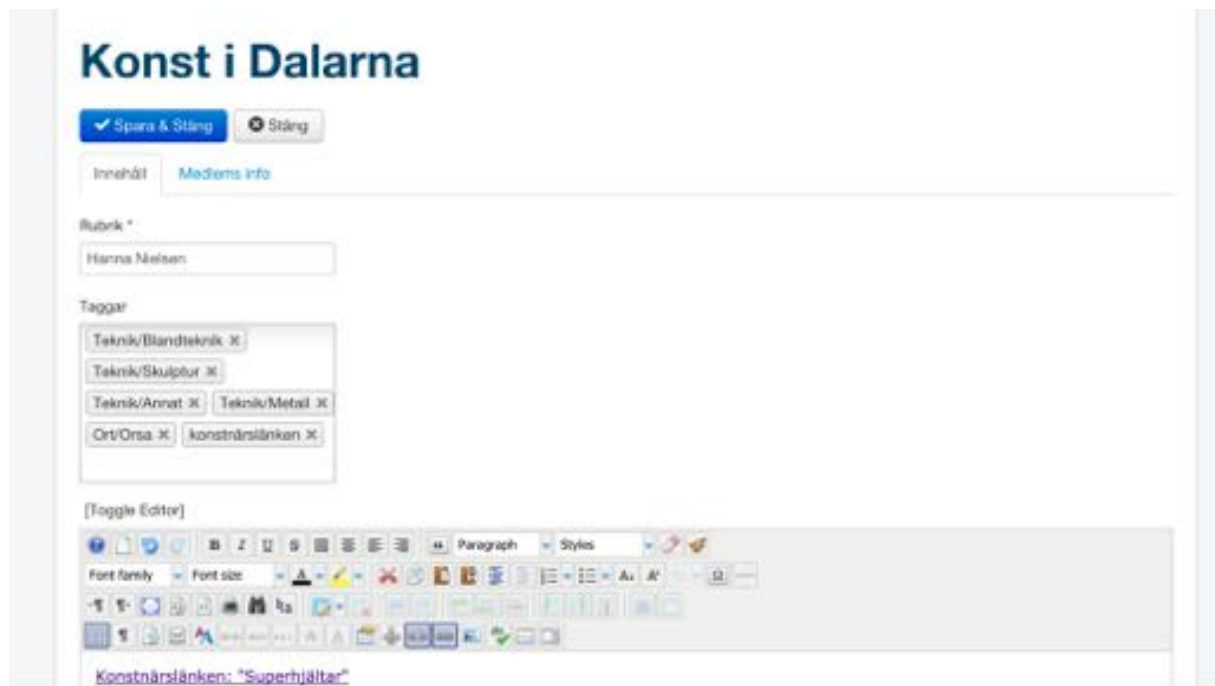 Konst i Dalarna
Spara & Stäng Stäng
Innehåll Medlems info
Rubrik *
Hanna Nielsen
Taggar
Teknik/Blandteknik
Teknik/Skulptur
Teknik/Annat Teknik/Metall
Ort/Orsa konstnärslänken
[Toggle Editor]
Paragraph Styles
Font family Font size
Konstnärslänken: "Superhjältar"